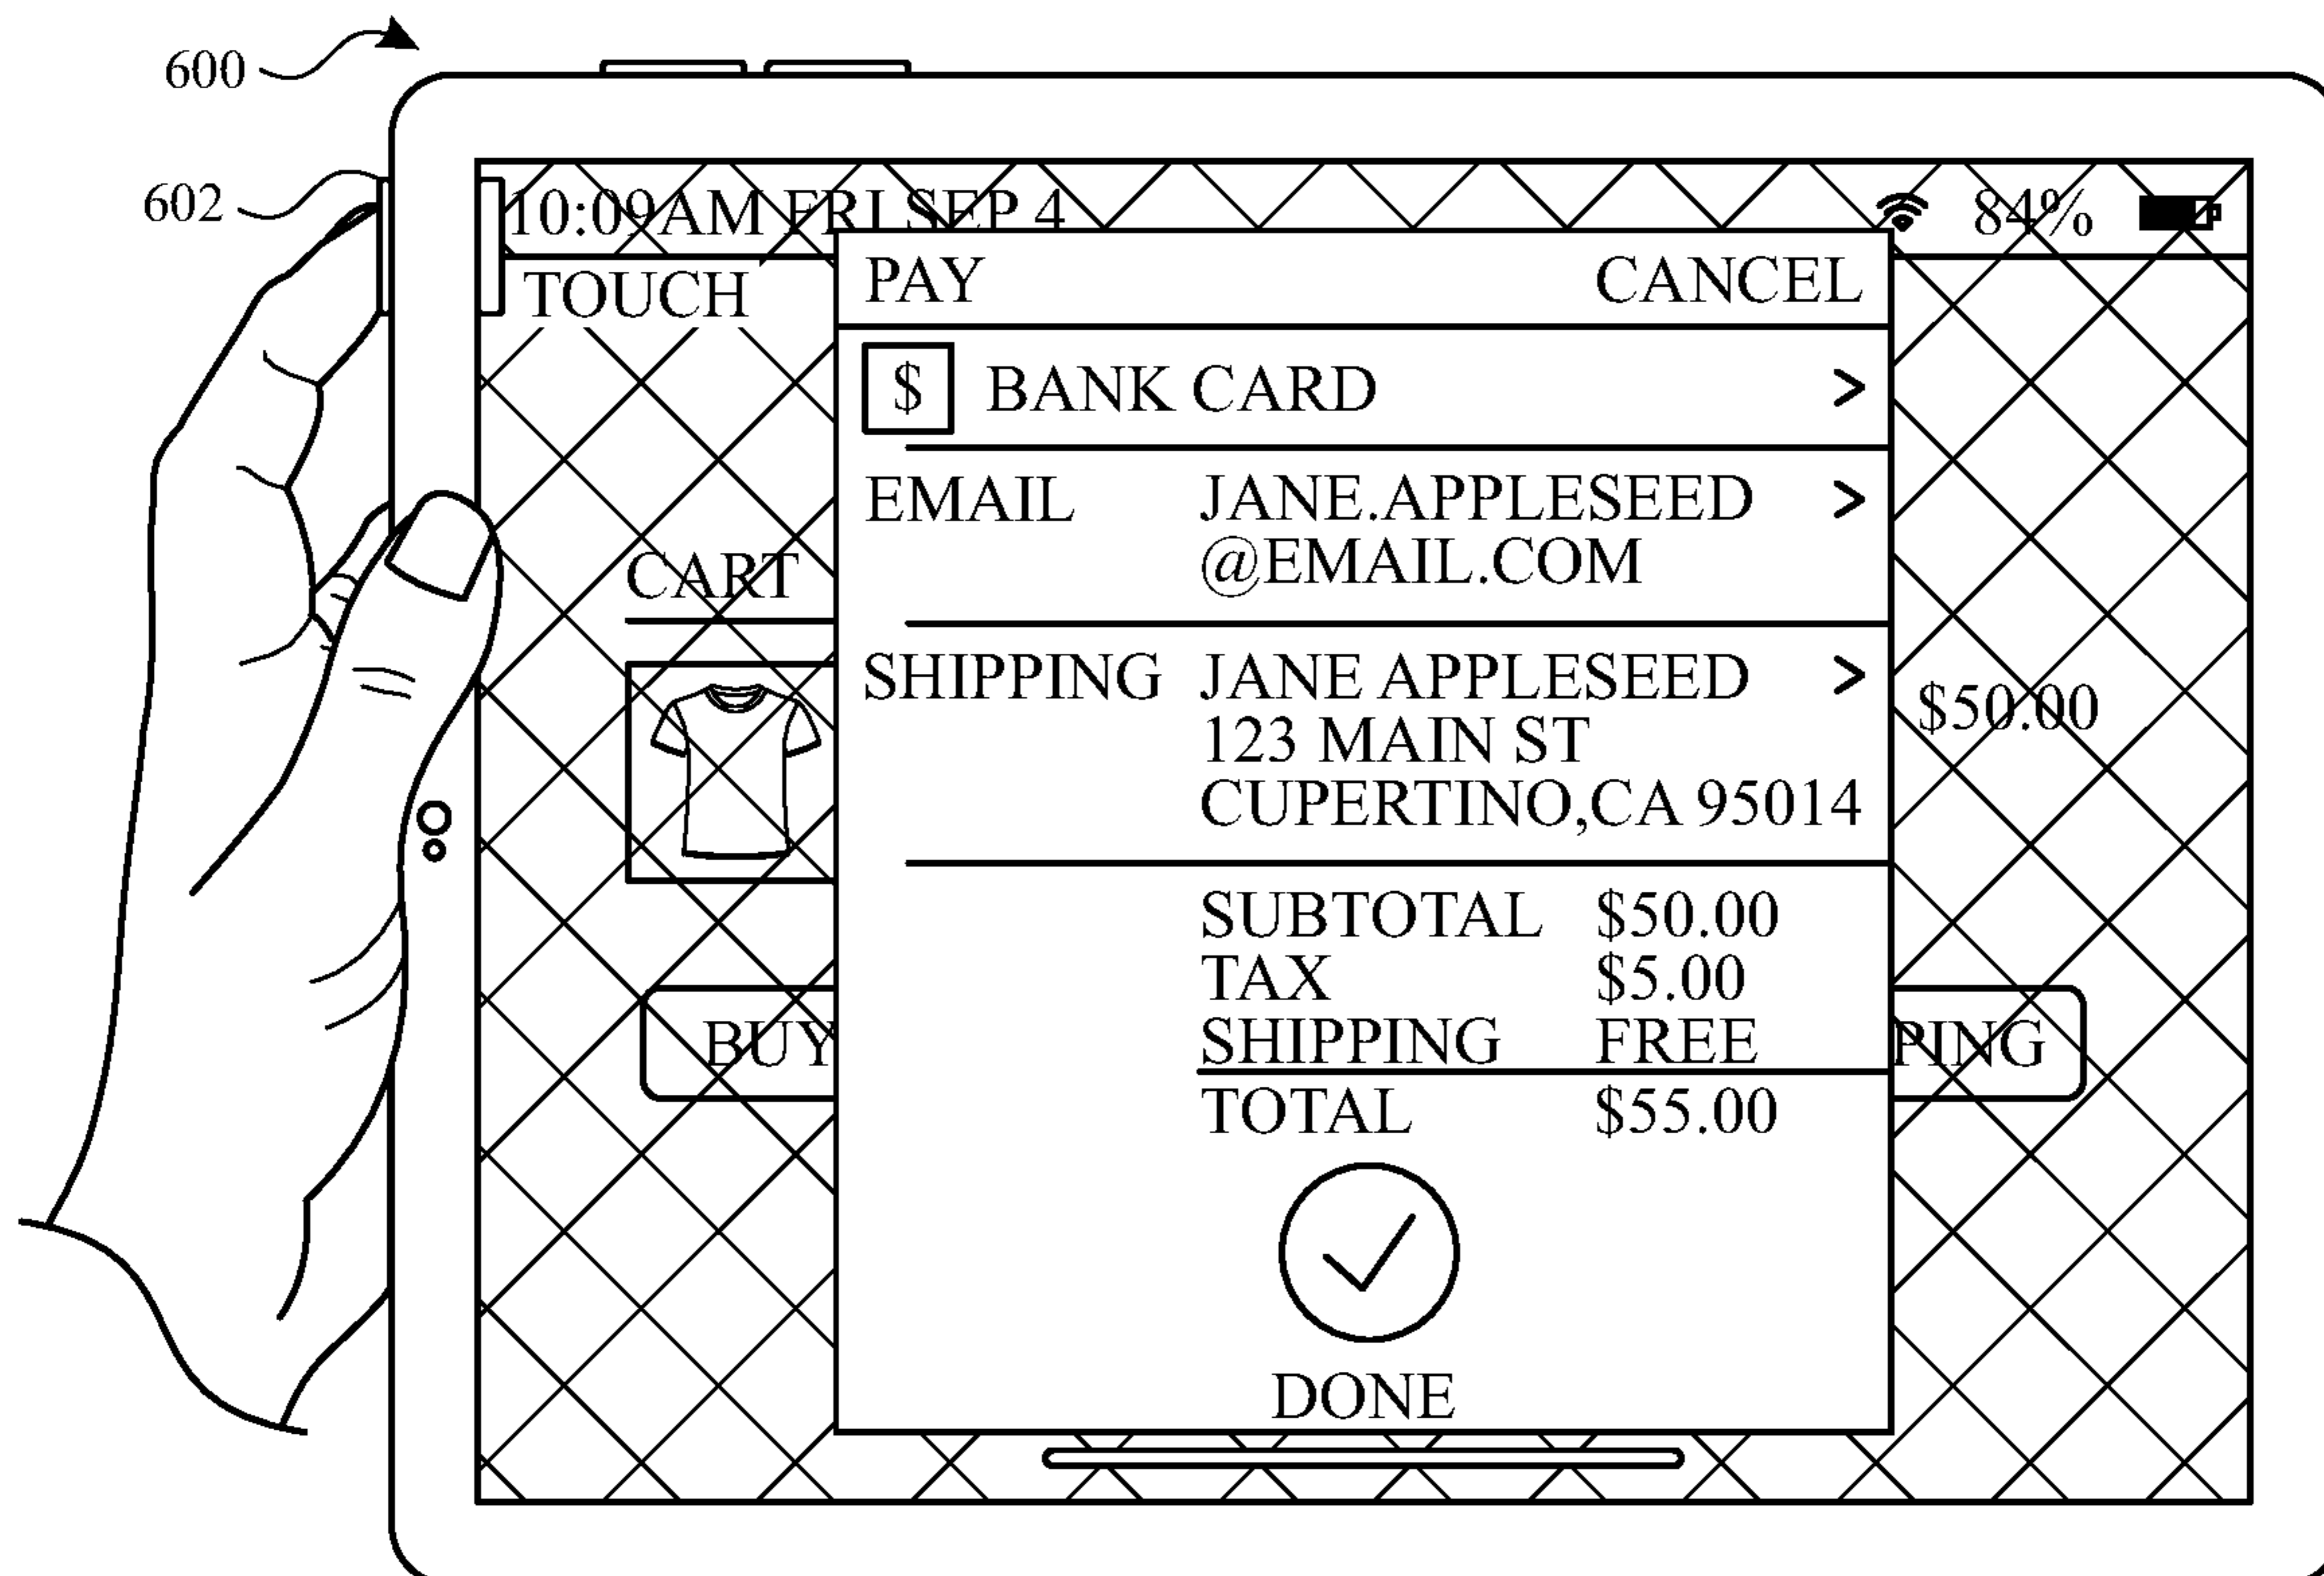 600
602
10:09AM FRI SEP 4 84%
TOUCH
PAY CANCEL
$ BANK CARD >
EMAIL JANE.APPLESEED >
@EMAIL.COM
CART
SHIPPING JANE APPLESEED >
$50.00
123 MAIN ST
CUPERTINO,CA 95014
SUBTOTAL $50.00
TAX $5.00
BUY SHIPPING FREE PING
TOTAL $55.00
DONE